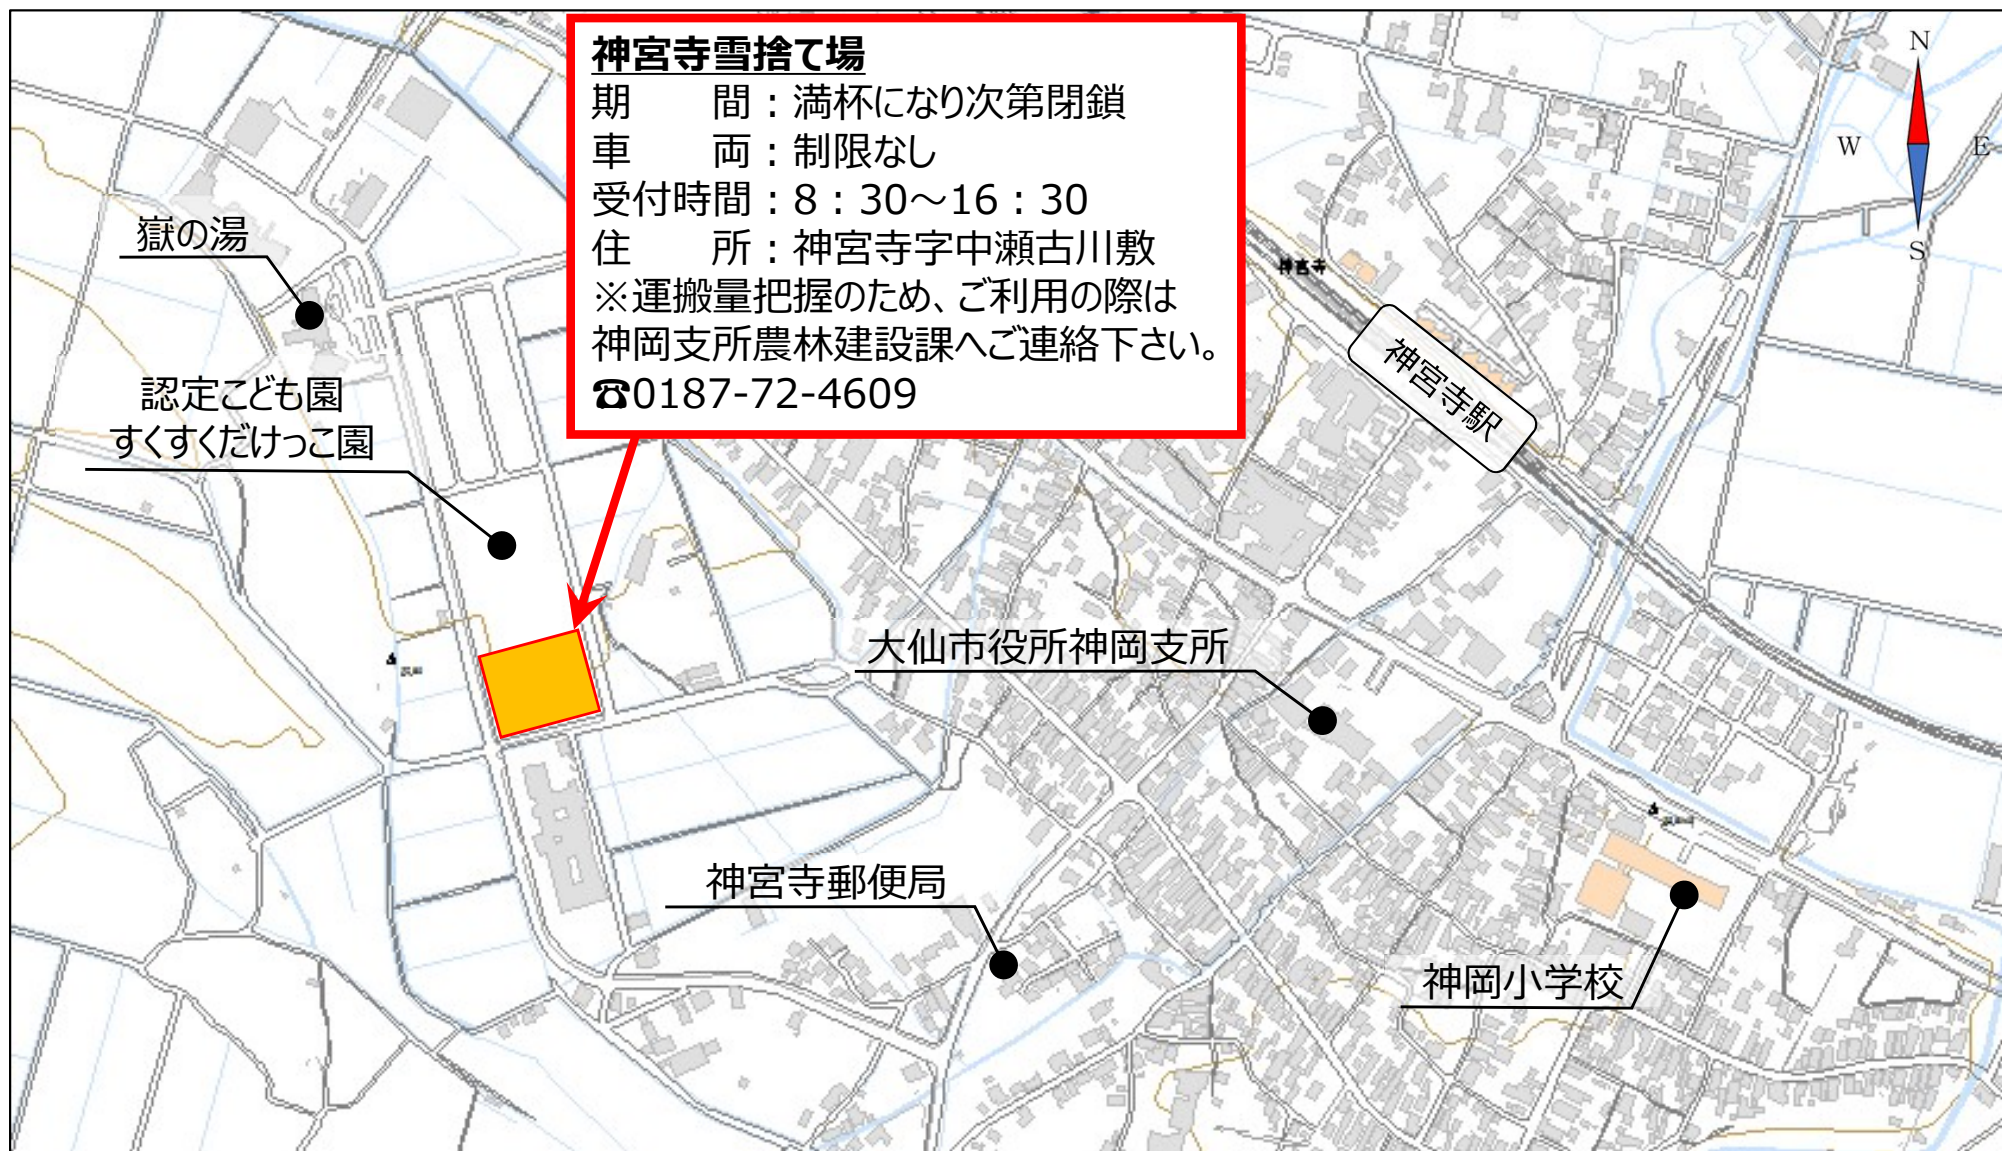 神宮寺雪捨て場
期　　間：満杯になり次第閉鎖
車　　両：制限なし
受付時間：8：30～16：30
住　　所：神宮寺字中瀬古川敷
※運搬量把握のため、ご利用の際は
神岡支所農林建設課へご連絡下さい。
☎0187-72-4609
N
W
E
S
嶽の湯
神宮寺
神宮寺駅
認定こども園
すくすくだけっこ園
大仙市役所神岡支所
神宮寺郵便局
神岡小学校